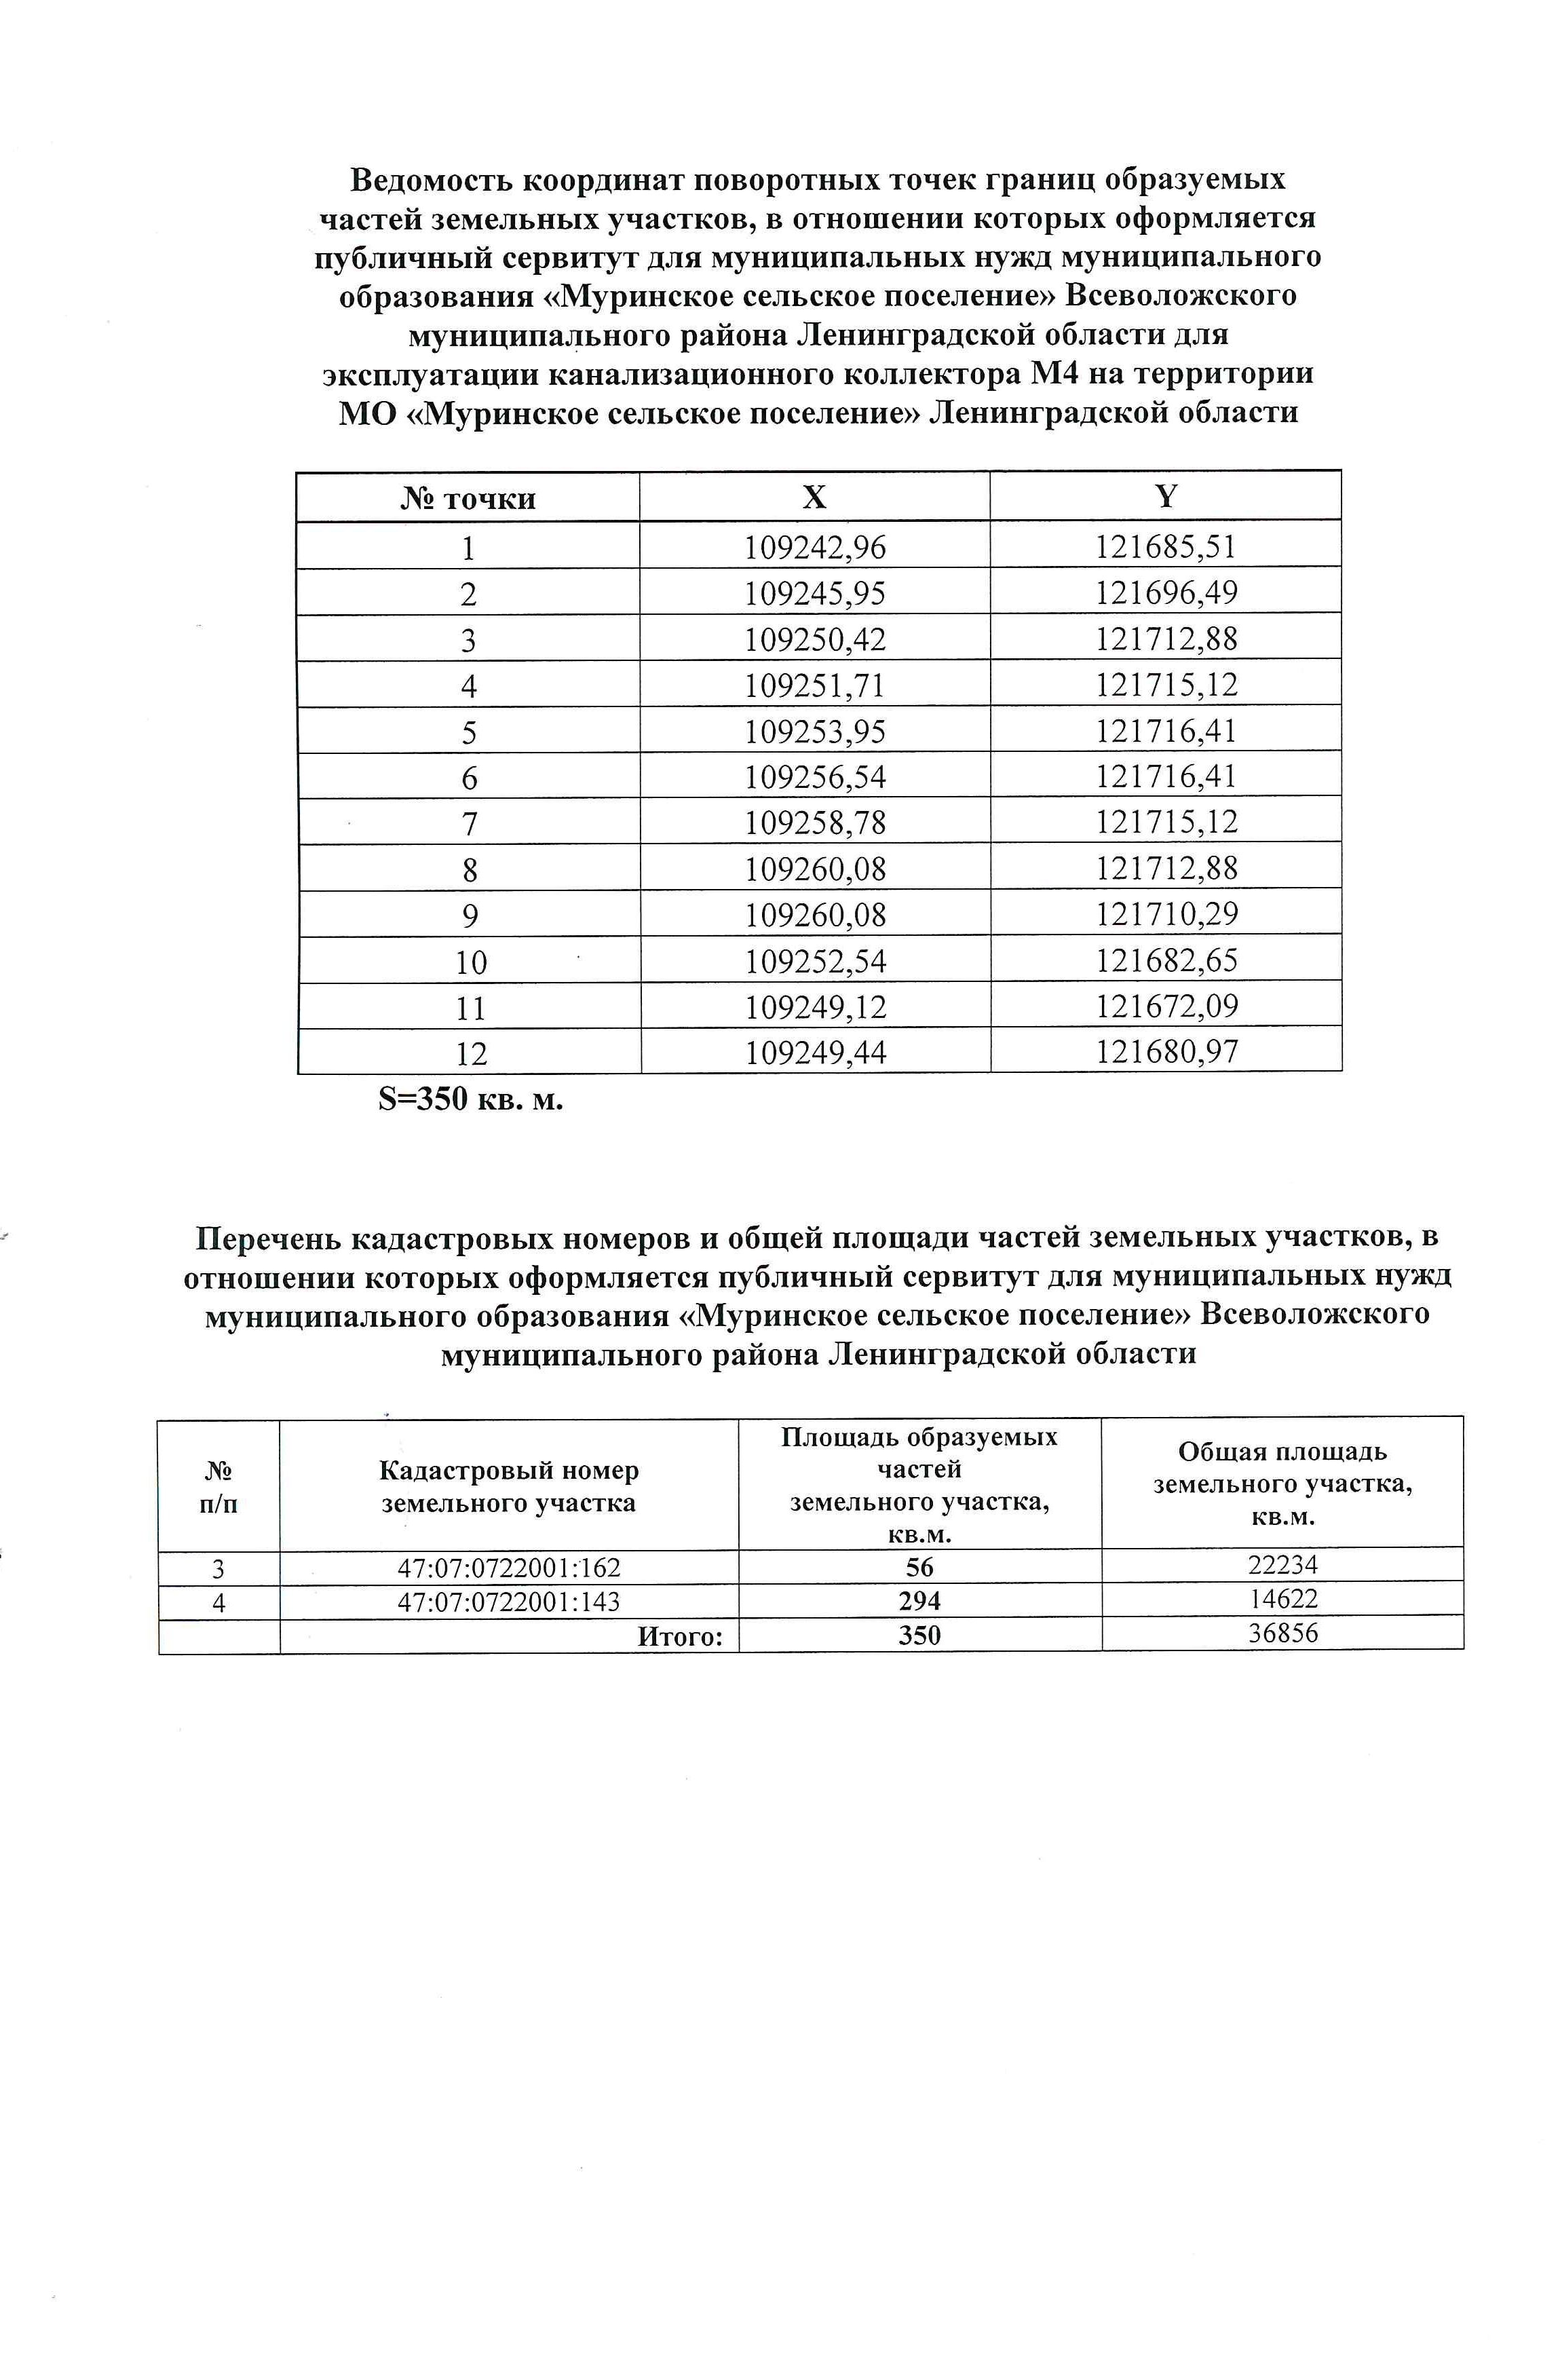 Ведомость координат поворотных точек границ образуемых
частей земельных участков, в отношении которых оформляется
публичный сервитут для муниципальных нужд муниципального
образования «Муринское сельское поселение» Всеволожского
муниципального района Ленинградской области для
эксплуатации канализационного коллектора М4 на территории
МО «Муринское сельское поселение» Ленинградской области
№ точки X Y
1 109242,96 121685,51
2 109245,95 121696,49
3 109250,42 121712,88
4 109251,71 121715,12
5 109253,95 121716,41
6 109256,54 121716,41
7 109258,78 121715,12
8 109260,08 121712,88
9 109260,08 121710,29
10 109252,54 121682,65
11 109249,12 121672,09
12 109249,44 121680,97
S=350 кв. м.
Перечень кадастровых номеров и общей площади частей земельных участков, в
отношении которых оформляется публичный сервитут для муниципальных нужд
муниципального образования «Муринское сельское поселение» Всеволожского
муниципального района Ленинградской области
№
п/п
Кадастровый номер
земельного участка
Площадь образуемых
частей
земельного участка,
кв.м.
Общая площадь
земельного участка,
кв.м.
3 47:07:0722001:162 56 22234
4 47:07:0722001:143 294 14622
Итого: 350 36856